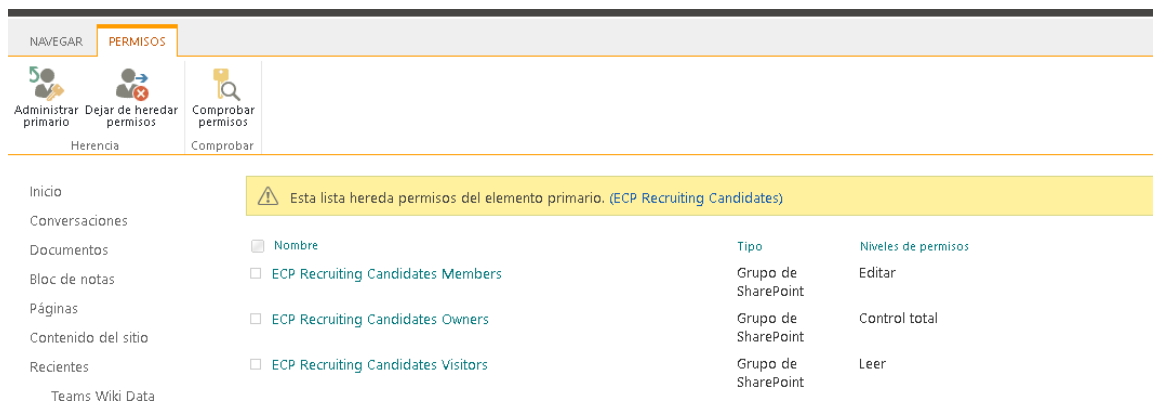 NAVEGAR PERMISOS
Administrar primario
Dejar de heredar permisos
Comprobar permisos
Herencia Comprobar
Inicio
Conversaciones
Documentos
Bloc de notas
Páginas
Contenido del sitio
Recientes
Teams Wiki Data
Esta lista hereda permisos del elemento primario. (ECP Recruiting Candidates)
Nombre Tipo Niveles de permisos
ECP Recruiting Candidates Members Grupo de SharePoint Editar
ECP Recruiting Candidates Owners Grupo de SharePoint Control total
ECP Recruiting Candidates Visitors Grupo de SharePoint Leer